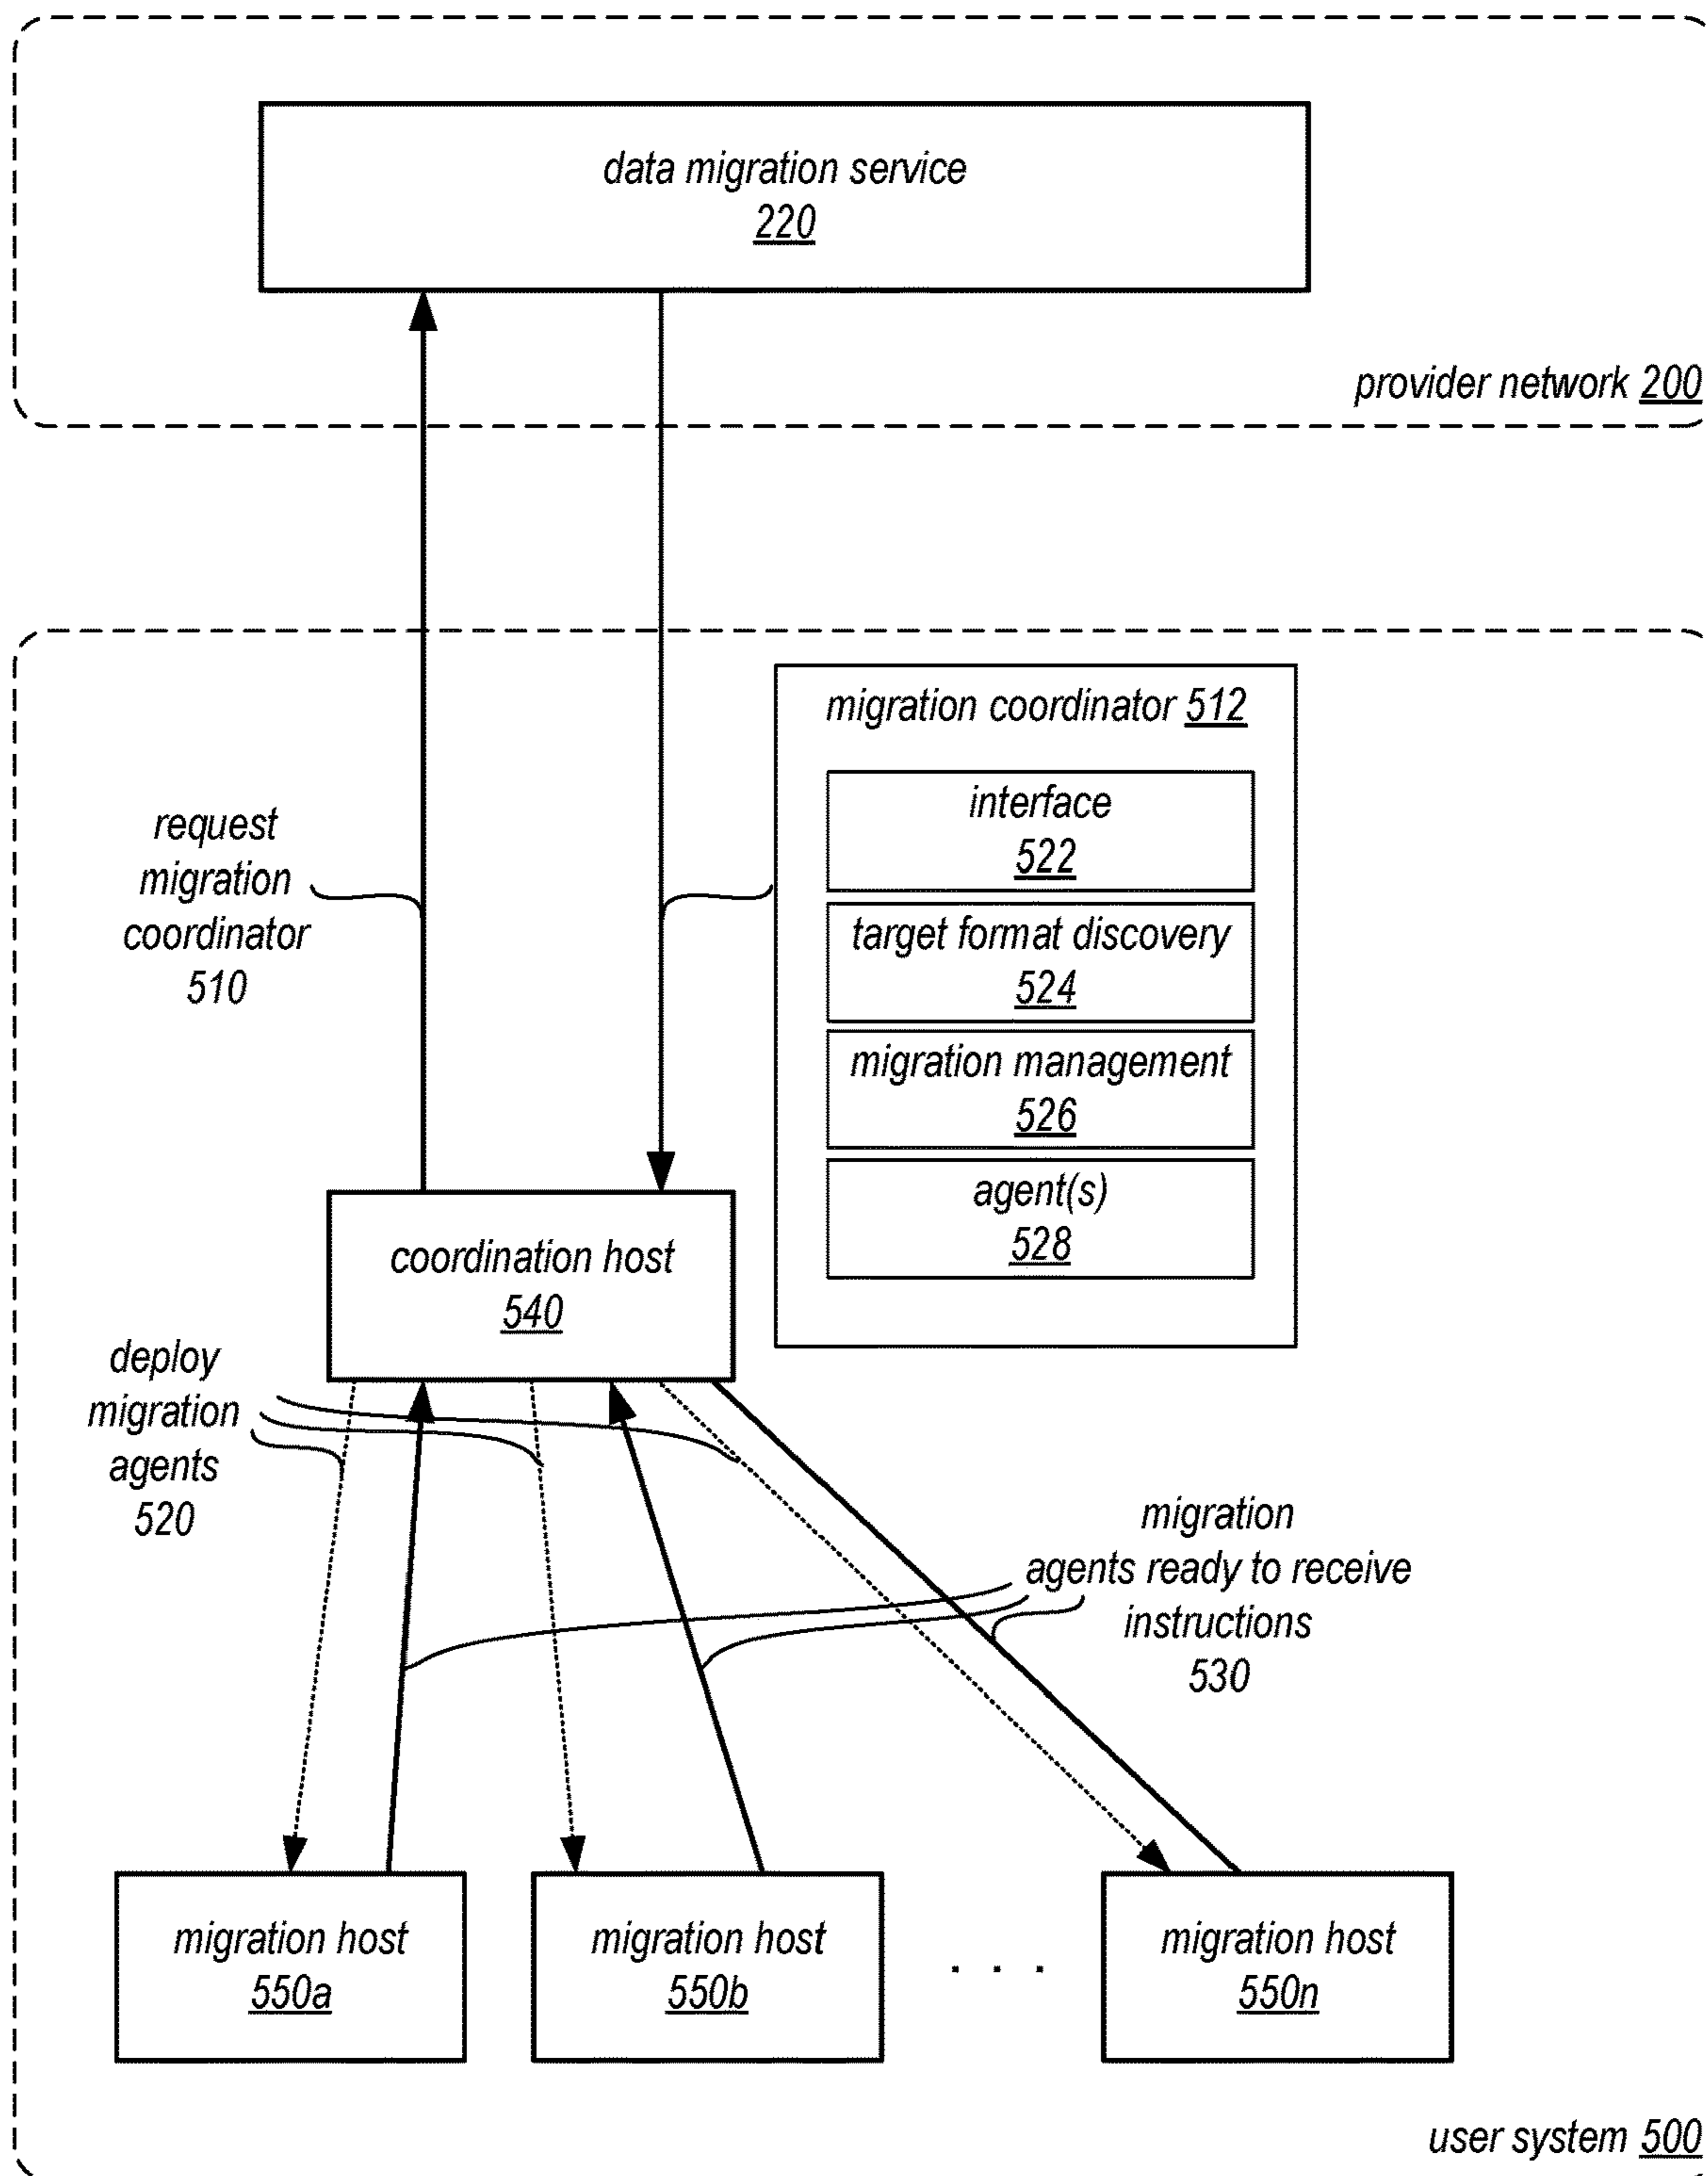 data migration service
220
provider network 200
migration coordinator 512
interface
522
target format discovery
524
migration management
526
agent(s)
528
request
migration
coordinator
510
coordination host
540
deploy
migration
agents
520
migration
agents ready to receive
instructions
530
migration host
550a
migration host
550b
. . .
migration host
550n
user system 500